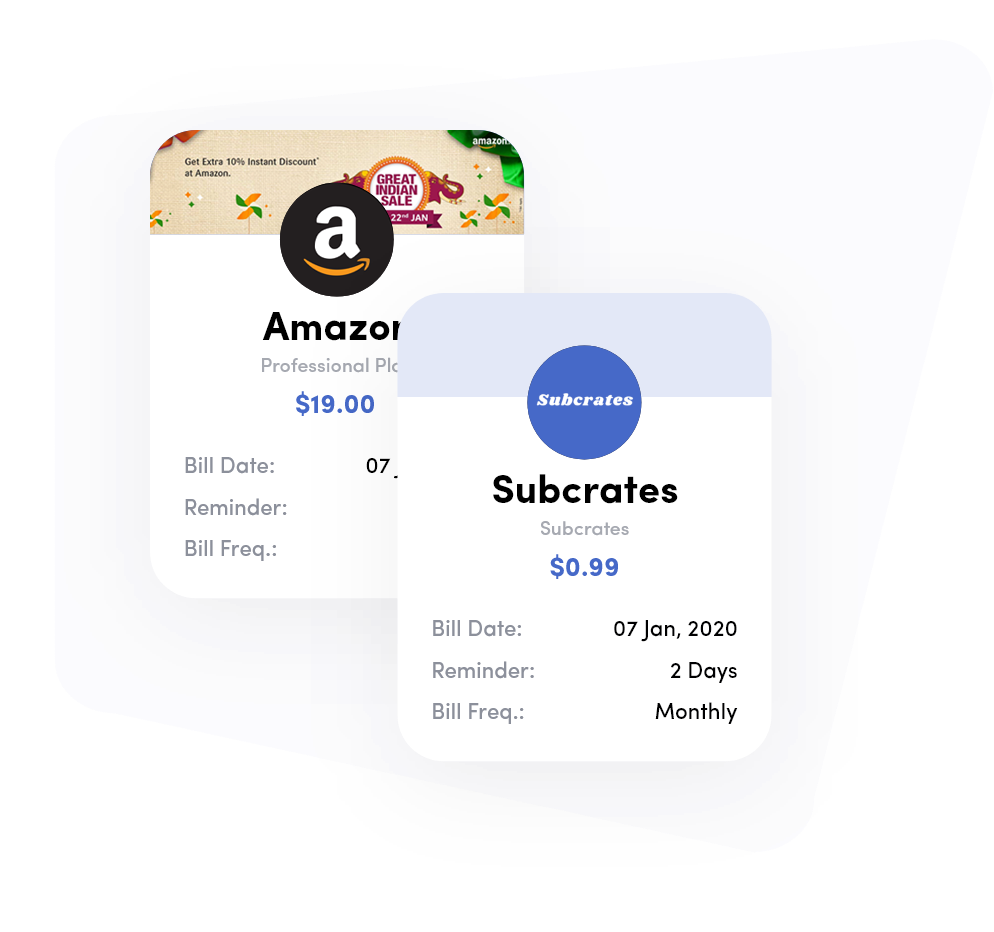 amazon
Get Extra 10% Instant Discount*
at Amazon.
GREAT
INDIAN
SALE
22nd JAN
a
Amazon
Professional
$19.00
Bill Date: 07
Reminder:
Bill Freq.:
Subcrates
Subcrates
Subcrates
$0.99
Bill Date: 07 Jan, 2020
Reminder: 2 Days
Bill Freq.: Monthly